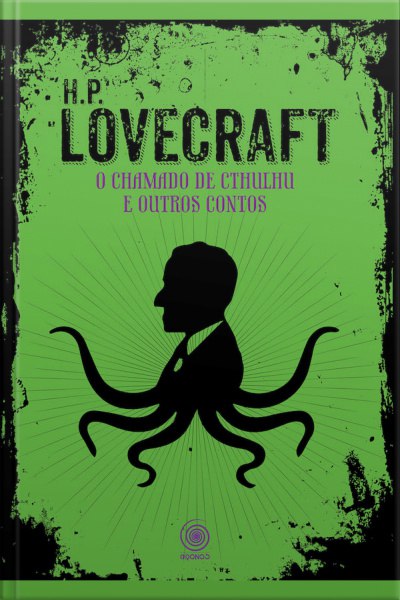 H.P.
LOVECRAFT
O CHAMADO DE CTHULHU
E OUTROS CONTOS